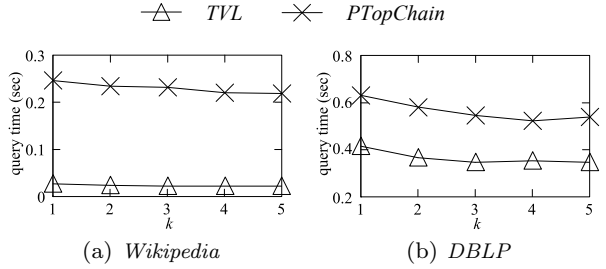 TVL PTopChain
0.3
0.2
0.1
0
query time (sec)
1 2 3 4 5
k
(a) Wikipedia
0.8
0.6
0.4
0.2
query time (sec)
1 2 3 4 5
k
(b) DBLP